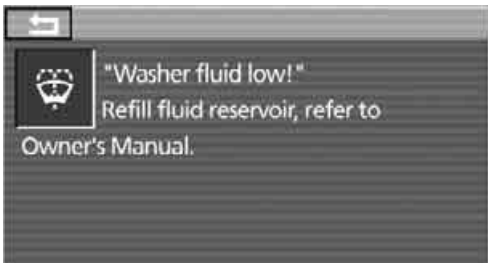 "Washer fluid low!"
Refill fluid reservoir, refer to
Owner's Manual.